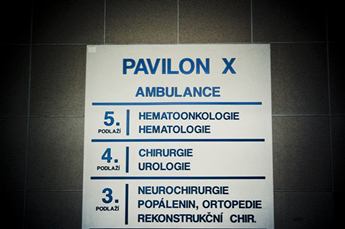 PAVILON X
AMBULANCE
5. PODLAŽÍ HEMATOONKOLOGIE
HEMATOLOGIE
4. PODLAŽÍ CHIRURGIE
UROLOGIE
3. PODLAŽÍ NEUROCHIRURGIE
POPÁLENIN, ORTOPEDIE
REKONSTRUKČNÍ CHIR.